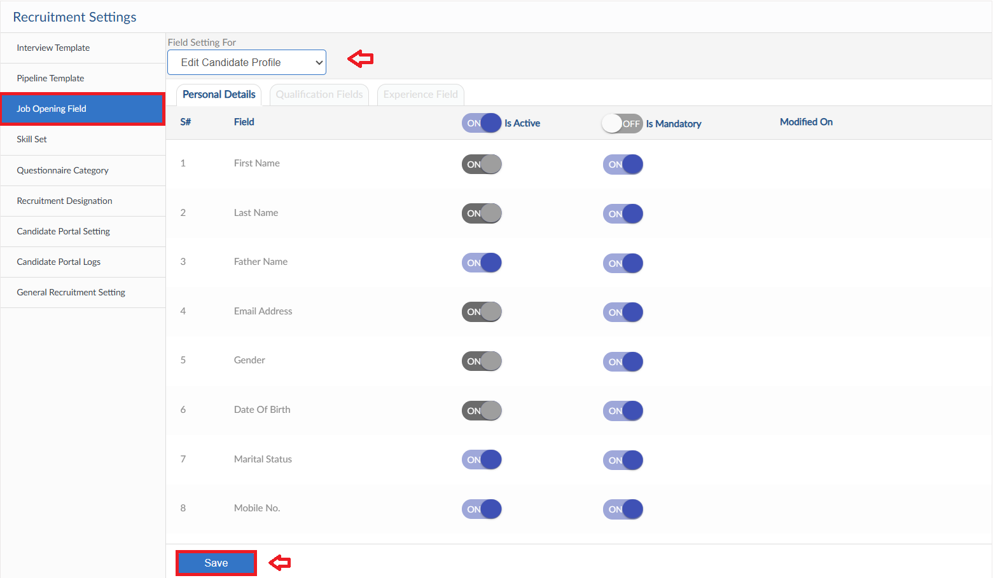 Recruitment Settings
Interview Template
Pipeline Template
Job Opening Field
Skill Set
Questionnaire Category
Recruitment Designation
Candidate Portal Setting
Candidate Portal Logs
General Recruitment Setting
Field Setting For
Edit Candidate Profile
Personal Details Qualification Fields Experience Field
S# Field ON Is Active OFF Is Mandatory Modified On
1 First Name ON ON
2 Last Name ON ON
3 Father Name ON ON
4 Email Address ON ON
5 Gender ON ON
6 Date Of Birth ON ON
7 Marital Status ON ON
8 Mobile No. ON ON
Save